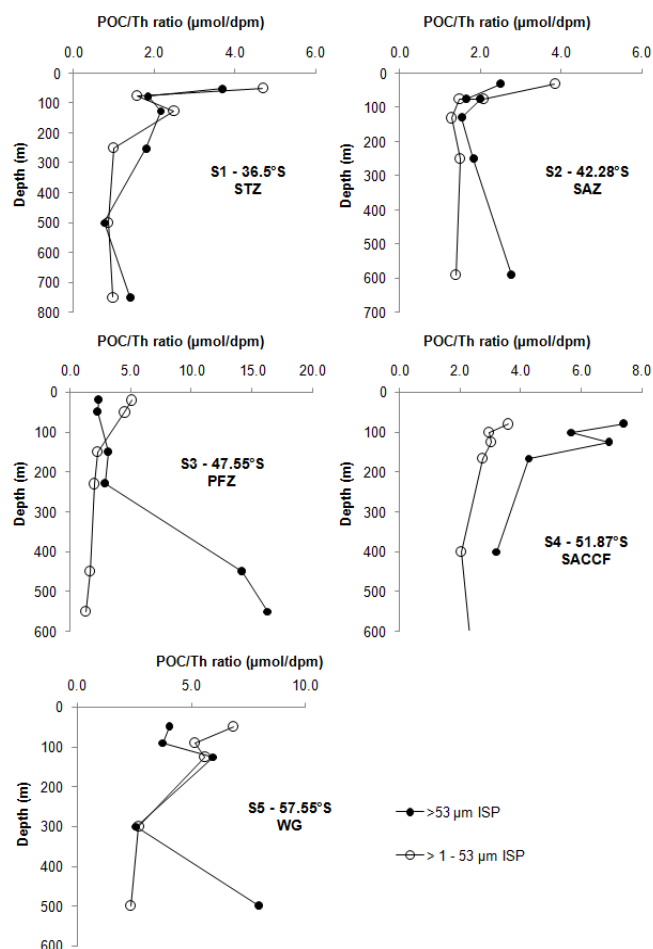 POC/Th ratio (µmol/dpm)
0.0 2.0 4.0 6.0
0
100
200
300
400
500
600
700
800
Depth (m)
S1 - 36.5°S
STZ
POC/Th ratio (µmol/dpm)
0.0 2.0 4.0 6.0
0
100
200
300
400
500
600
700
Depth (m)
S2 - 42.28°S
SAZ
POC/Th ratio (µmol/dpm)
0.0 5.0 10.0 15.0 20.0
0
100
200
300
400
500
600
Depth (m)
S3 - 47.55°S
PFZ
POC/Th ratio (µmol/dpm)
0.0 2.0 4.0 6.0 8.0
0
100
200
300
400
500
600
Depth (m)
S4 - 51.87°S
SACCF
POC/Th ratio (µmol/dpm)
0.0 5.0 10.0
0
100
200
300
400
500
600
Depth (m)
S5 - 57.55°S
WG
>53 µm ISP
> 1 - 53 µm ISP